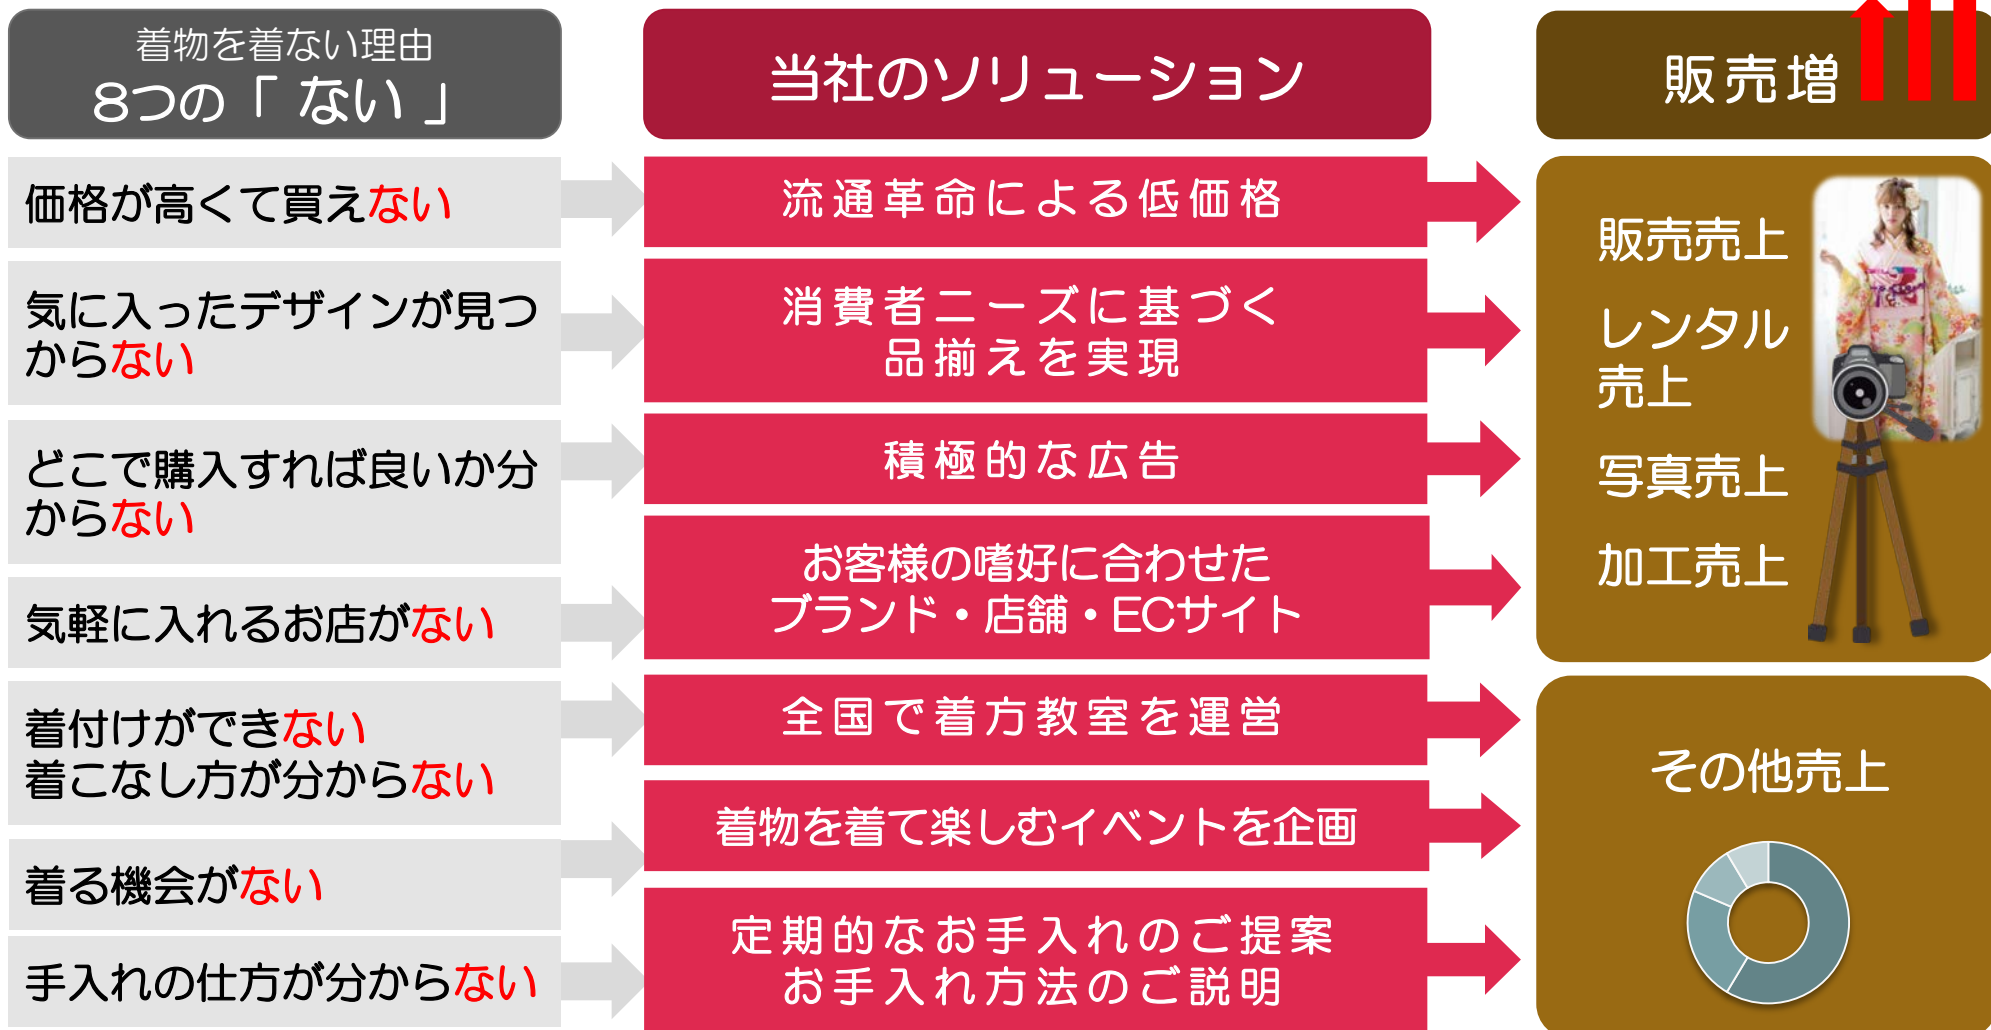 着物を着ない理由
8つの「 ない 」
当社のソリューション
販売増
価格が高くて買えない
流通革命による低価格
気に入ったデザインが見つ
からない
消費者ニーズに基づく
品揃えを実現
どこで購入すれば良いか分
からない
積極的な広告
気軽に入れるお店がない
お客様の嗜好に合わせた
ブランド・店舗・ECサイト
着付けができない
着こなし方が分からない
全国で着方教室を運営
着る機会がない
着物を着て楽しむイベントを企画
手入れの仕方が分からない
定期的なお手入れのご提案
お手入れ方法のご説明
販売売上
レンタル
売上
写真売上
加工売上
その他売上